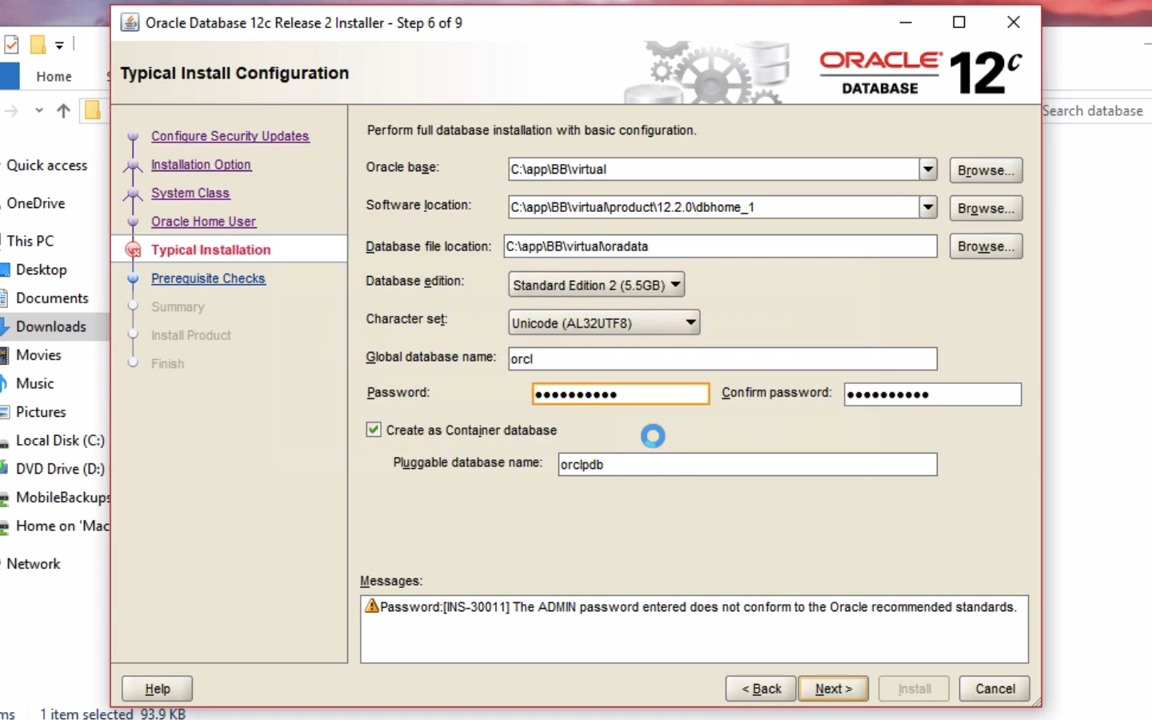 Oracle Database 12c Release 2 Installer - Step 6 of 9
Home
Typical Install Configuration
ORACLE
DATABASE
12c
Search database
Quick access
OneDrive
This PC
Desktop
Documents
Downloads
Movies
Music
Pictures
Local Disk (C:)
DVD Drive (D:)
MobileBackups
Home on 'Mac
Network
Configure Security Updates
Installation Option
System Class
Oracle Home User
Typical Installation
Prerequisite Checks
Summary
Install Product
Finish
Perform full database installation with basic configuration.
Oracle base: C:\app\BB\virtual Browse...
Software location: C:\app\BB\virtual\product\12.2.0\dbhome_1 Browse...
Database file location: C:\app\BB\virtual\oradata Browse...
Database edition: Standard Edition 2 (5.5GB)
Character set: Unicode (AL32UTF8)
Global database name: orcl
Password: •••••••••• Confirm password: ••••••••••
Create as Container database
Pluggable database name: orclpdb
Messages:
Password:[INS-30011] The ADMIN password entered does not conform to the Oracle recommended standards.
Help < Back Next > Install Cancel
1 item selected 93.9 KB